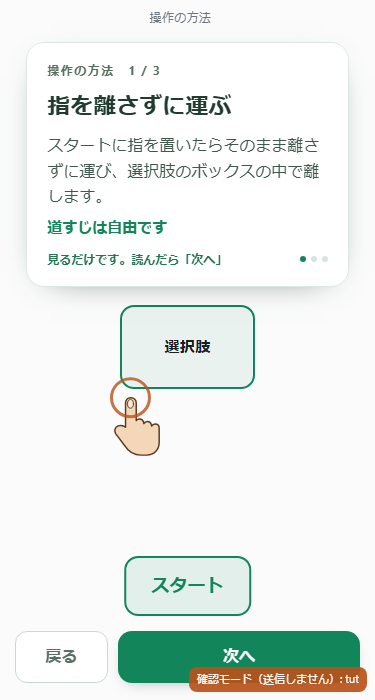 操作の方法
操作の方法 1 / 3
指を離さずに運ぶ
スタートに指を置いたらそのまま離さ
ずに運び、選択肢のボックスの中で離
します。
道すじは自由です
見るだけです。読んだら「次へ」
選択肢
スタート
戻る
次へ
確認モード（送信しません）: tut